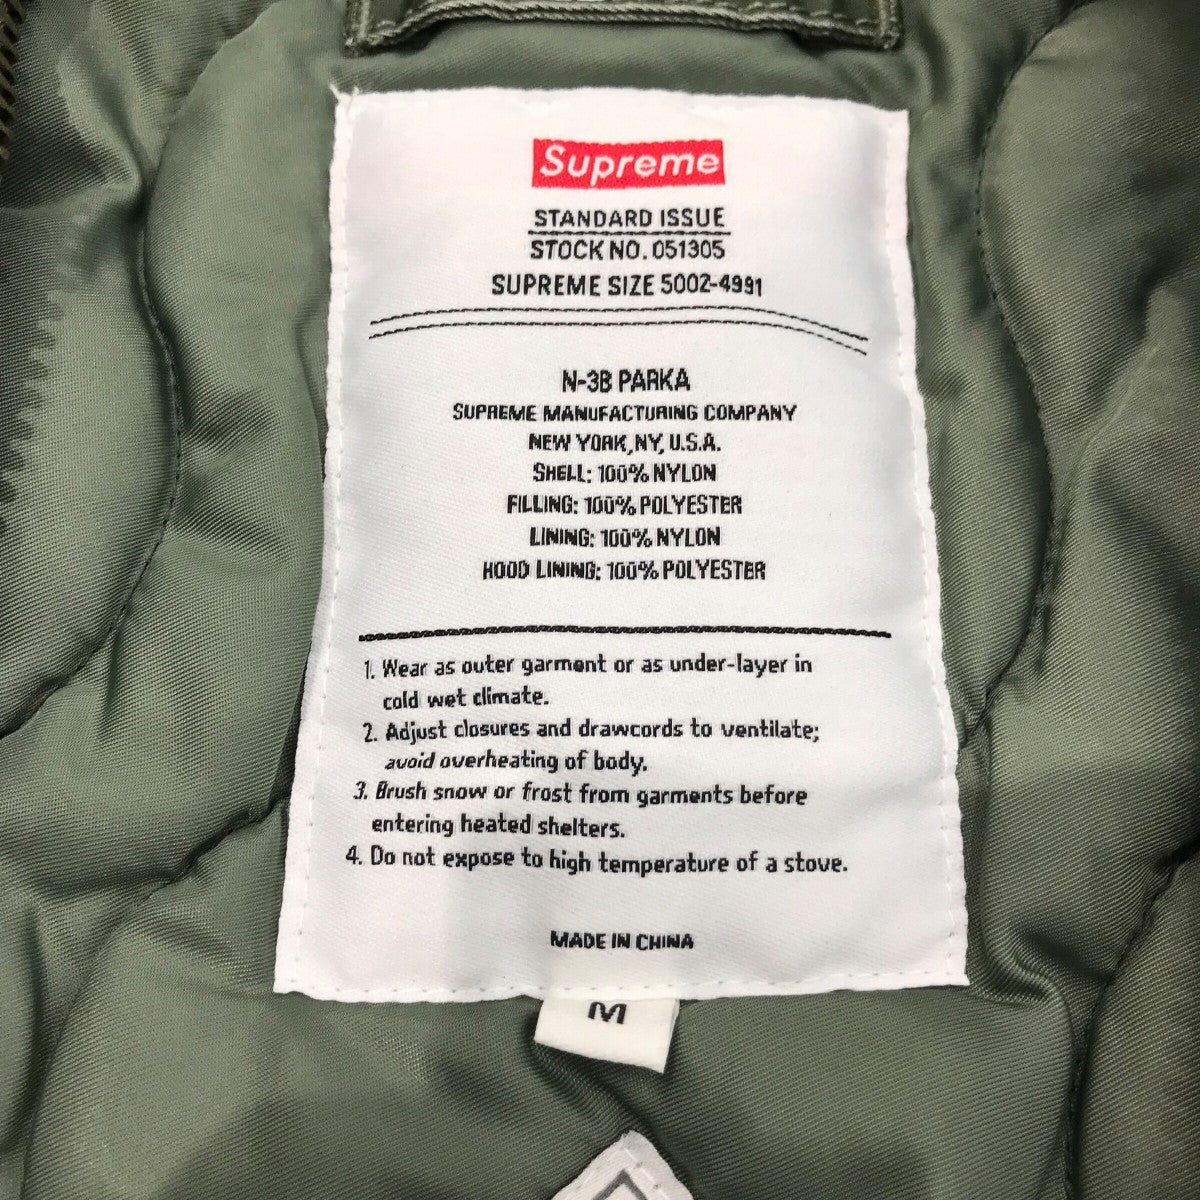 Supreme
STANDARD ISSUE
STOCK NO. 051305
SUPREME SIZE 5002-4991
N-3B PARKA
SUPREME MANUFACTURING COMPANY
NEW YORK,NY, U.S.A.
SHELL: 100% NYLON
FILLING: 100% POLYESTER
LINING: 100% NYLON
HOOD LINING: 100% POLYESTER
1. Wear as outer garment or as under-layer in
cold wet climate.
2. Adjust closures and drawcords to ventilate;
avoid overheating of body.
3. Brush snow or frost from garments before
entering heated shelters.
4. Do not expose to high temperature of a stove.
MADE IN CHINA
M